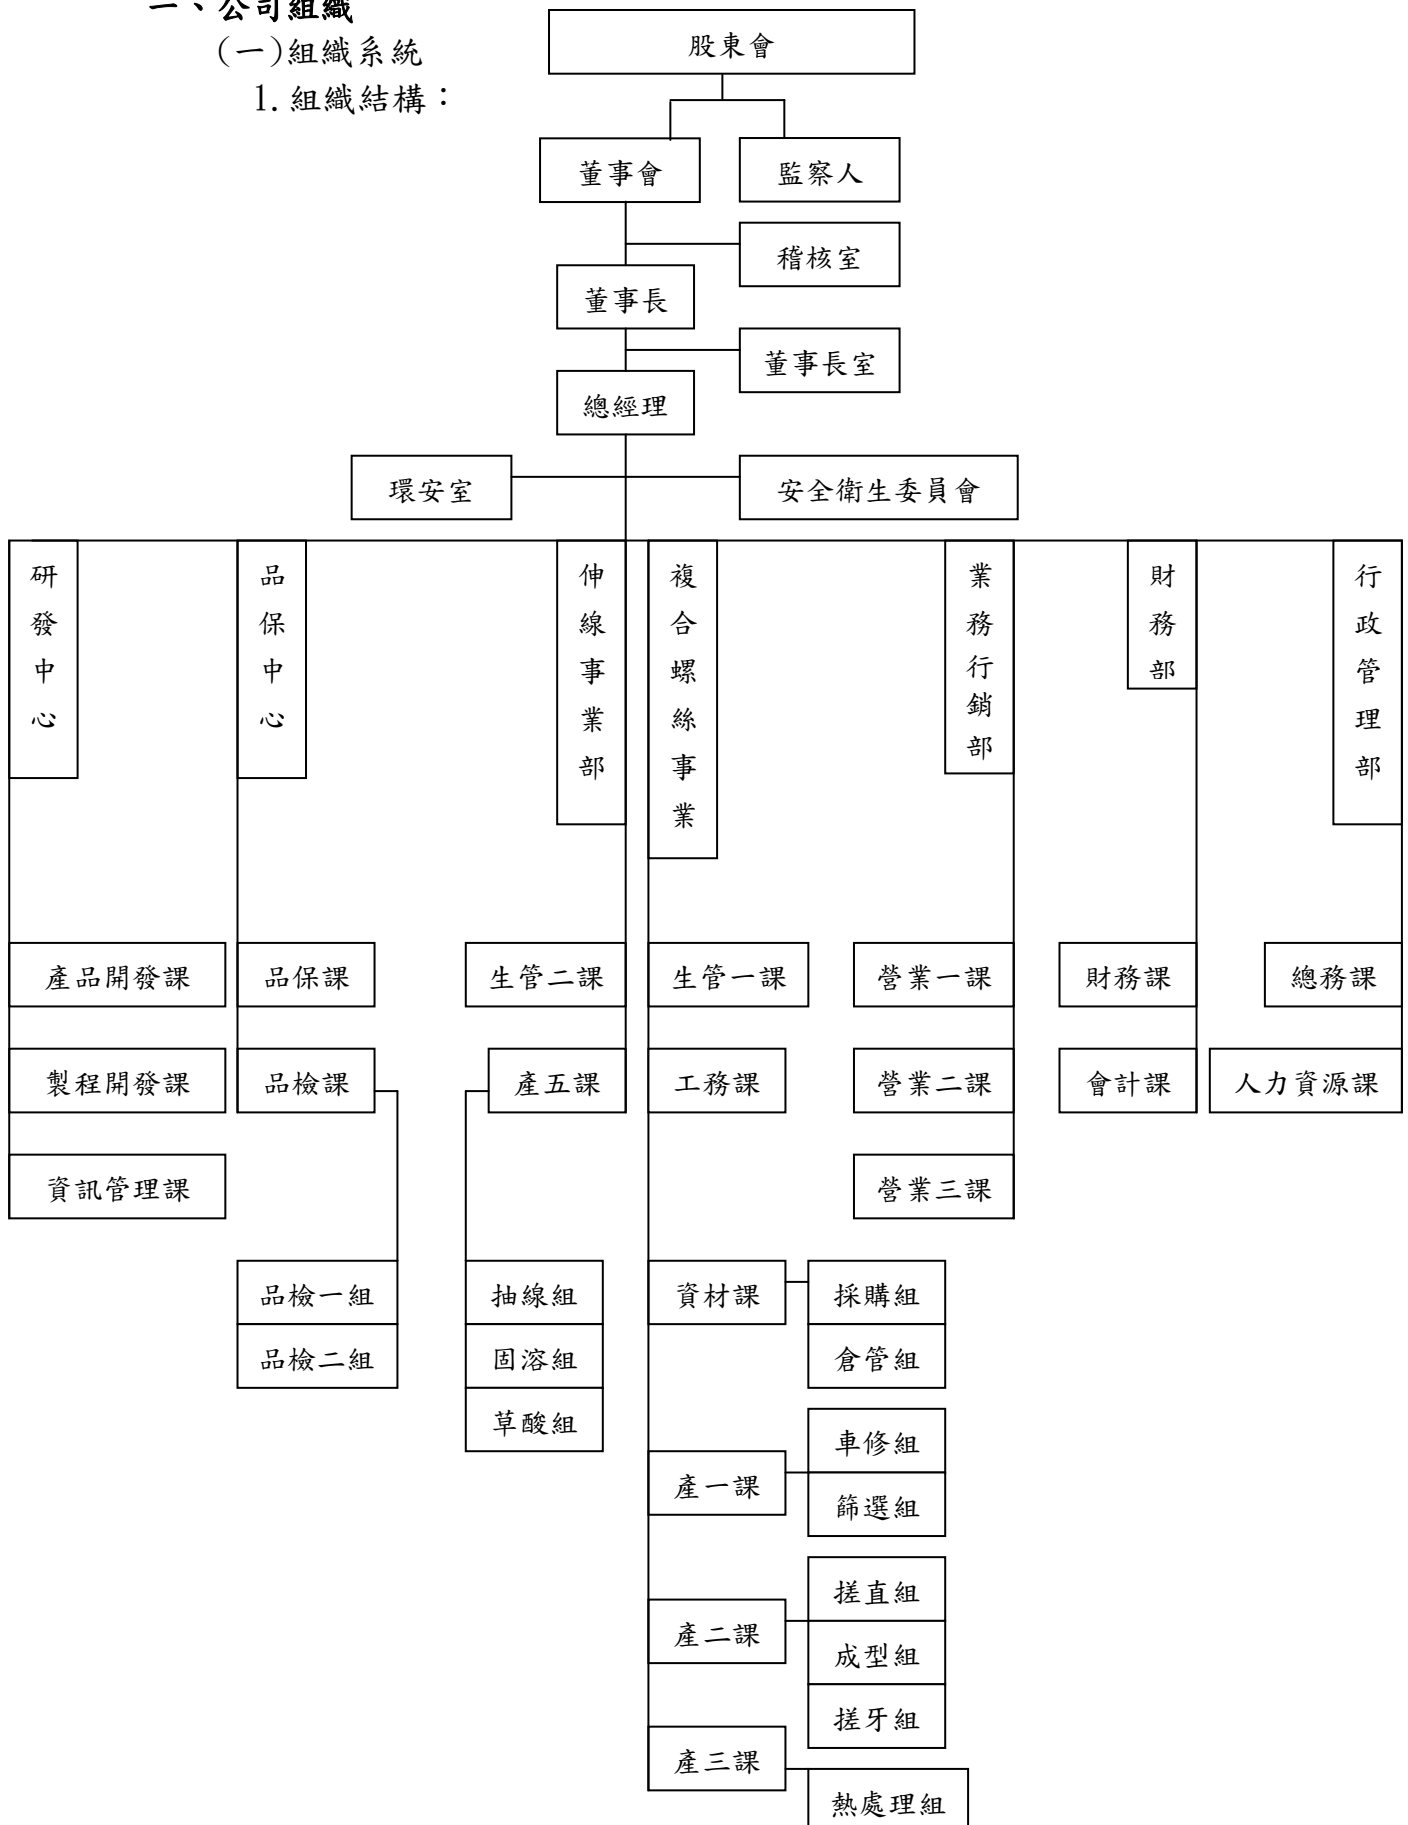 一、公司組織
(一)組織系統
1.組織結構：
股東會
董事會
監察人
稽核室
董事長
董事長室
總經理
環安室
安全衛生委員會
研發中心
品保中心
伸線事業部
複合螺絲事業
業務行銷部
財務部
行政管理部
產品開發課
品保課
生管二課
生管一課
營業一課
財務課
總務課
製程開發課
品檢課
產五課
工務課
營業二課
會計課
人力資源課
資訊管理課
營業三課
品檢一組
抽線組
資材課
採購組
品檢二組
固溶組
倉管組
草酸組
車修組
產一課
篩選組
搓直組
產二課
成型組
搓牙組
產三課
熱處理組